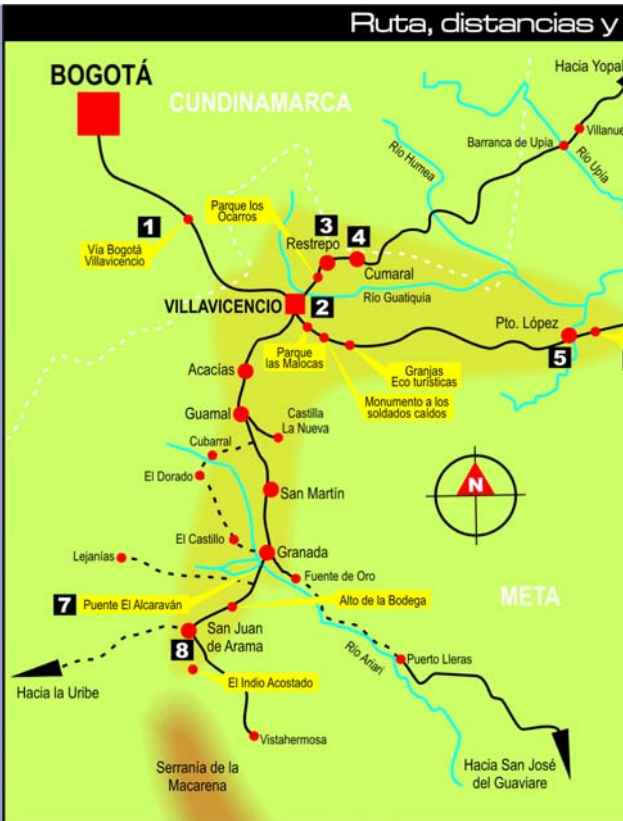 Ruta, distancias y
BOGOTÁ
CUNDINAMARCA
Hacia Yopal
Villanue
Barranca de Upía
Río Upía
Río Humea
Parque los
Ocarros
1
Vía Bogotá
Villavicencio
3
4
Restrepo
Cumaral
VILLAVICENCIO
2
Río Guatiquía
Pto. López
5
Parque
las Malocas
Granjas
Eco turísticas
Monumento a los
soldados caídos
Acacías
Guamal
Castilla
La Nueva
Cubarral
El Dorado
San Martín
N
El Castillo
Granada
Lejanías
Fuente de Oro
META
7
Puente El Alcaraván
Alto de la Bodega
San Juan
de Arama
8
Río Ariari
Puerto Lleras
El Indio Acostado
Hacia la Uribe
Vistahermosa
Serranía de la
Macarena
Hacia San José
del Guaviare